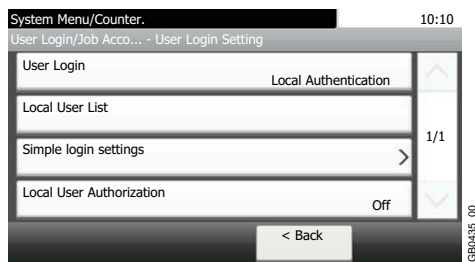 System Menu/Counter.
10:10
User Login/Job Acco... - User Login Setting
User Login
Local Authentication
Local User List
1/1
Simple login settings
>
Local User Authorization
Off
< Back
GB0435_00